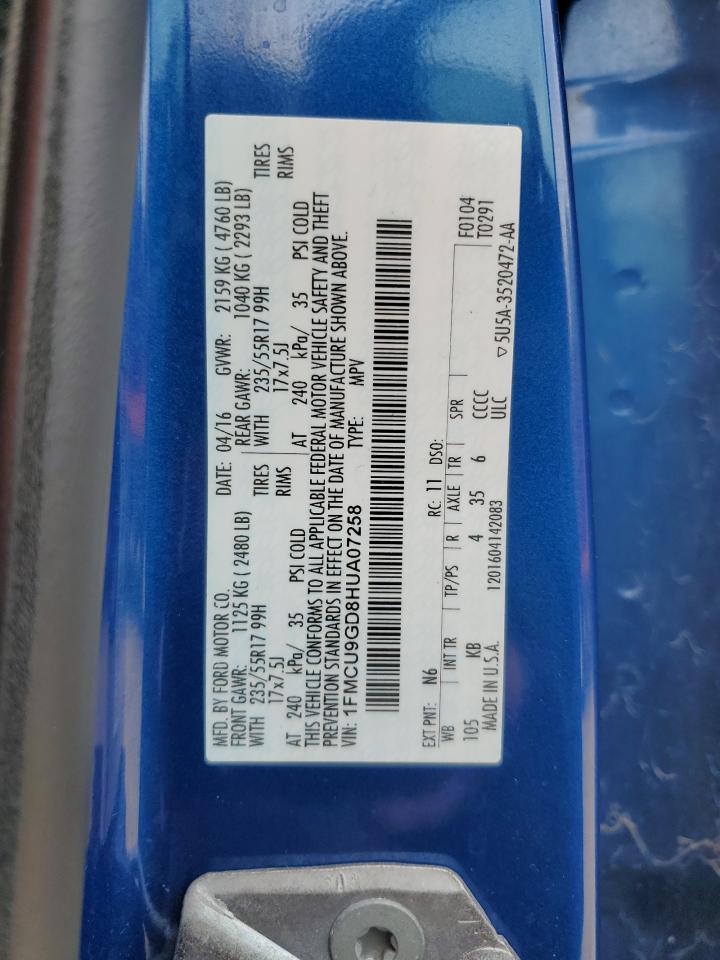 MFD. BY FORD MOTOR CO.
DATE: 04/16 GVWR: 2159 KG ( 4760 LB)
FRONT GAWR: 1125 KG ( 2480 LB) REAR GAWR: 1040 KG ( 2293 LB)
WITH 235/55R17 99H TIRES WITH 235/55R17 99H TIRES
17x7.5J RIMS 17x7.5J RIMS
AT 240 kPa/ 35 PSI COLD AT 240 kPa/ 35 PSI COLD
THIS VEHICLE CONFORMS TO ALL APPLICABLE FEDERAL MOTOR VEHICLE SAFETY AND THEFT
PREVENTION STANDARDS IN EFFECT ON THE DATE OF MANUFACTURE SHOWN ABOVE.
VIN: 1FMCU9GD8HUA07258 TYPE: MPV
EXT PNT: N6 RC: 11 DSO: F0104
WB INT TR TP/PS R AXLE TR SPR T0291
105 KB 4 35 6 CCCC
MADE IN U.S.A. 1201604142083 ULC ▽5U5A-3520472-AA